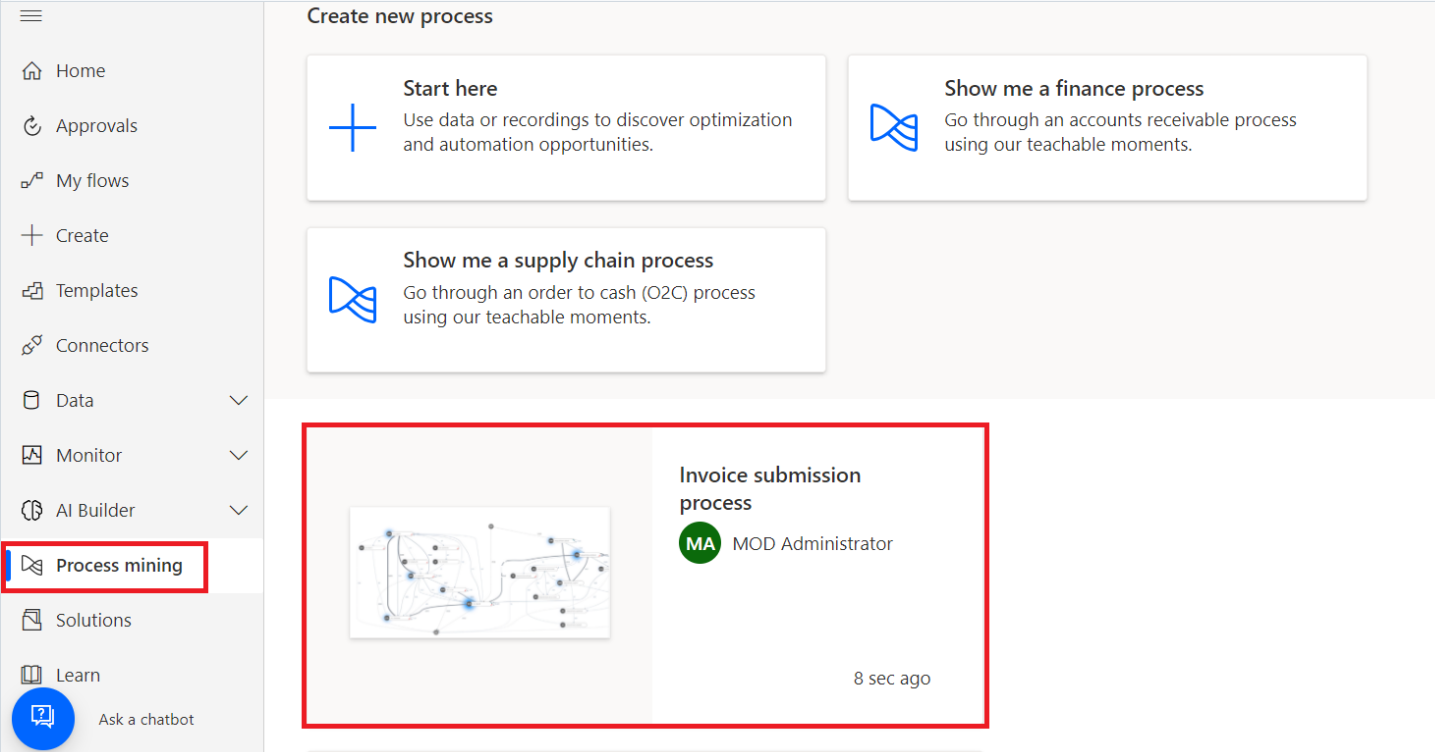 Create new process
Home
Approvals
My flows
Create
Templates
Connectors
Data
Monitor
AI Builder
Process mining
Solutions
Learn
Ask a chatbot
Start here
Use data or recordings to discover optimization
and automation opportunities.
Show me a finance process
Go through an accounts receivable process
using our teachable moments.
Show me a supply chain process
Go through an order to cash (O2C) process
using our teachable moments.
Invoice submission
process
MA MOD Administrator
8 sec ago